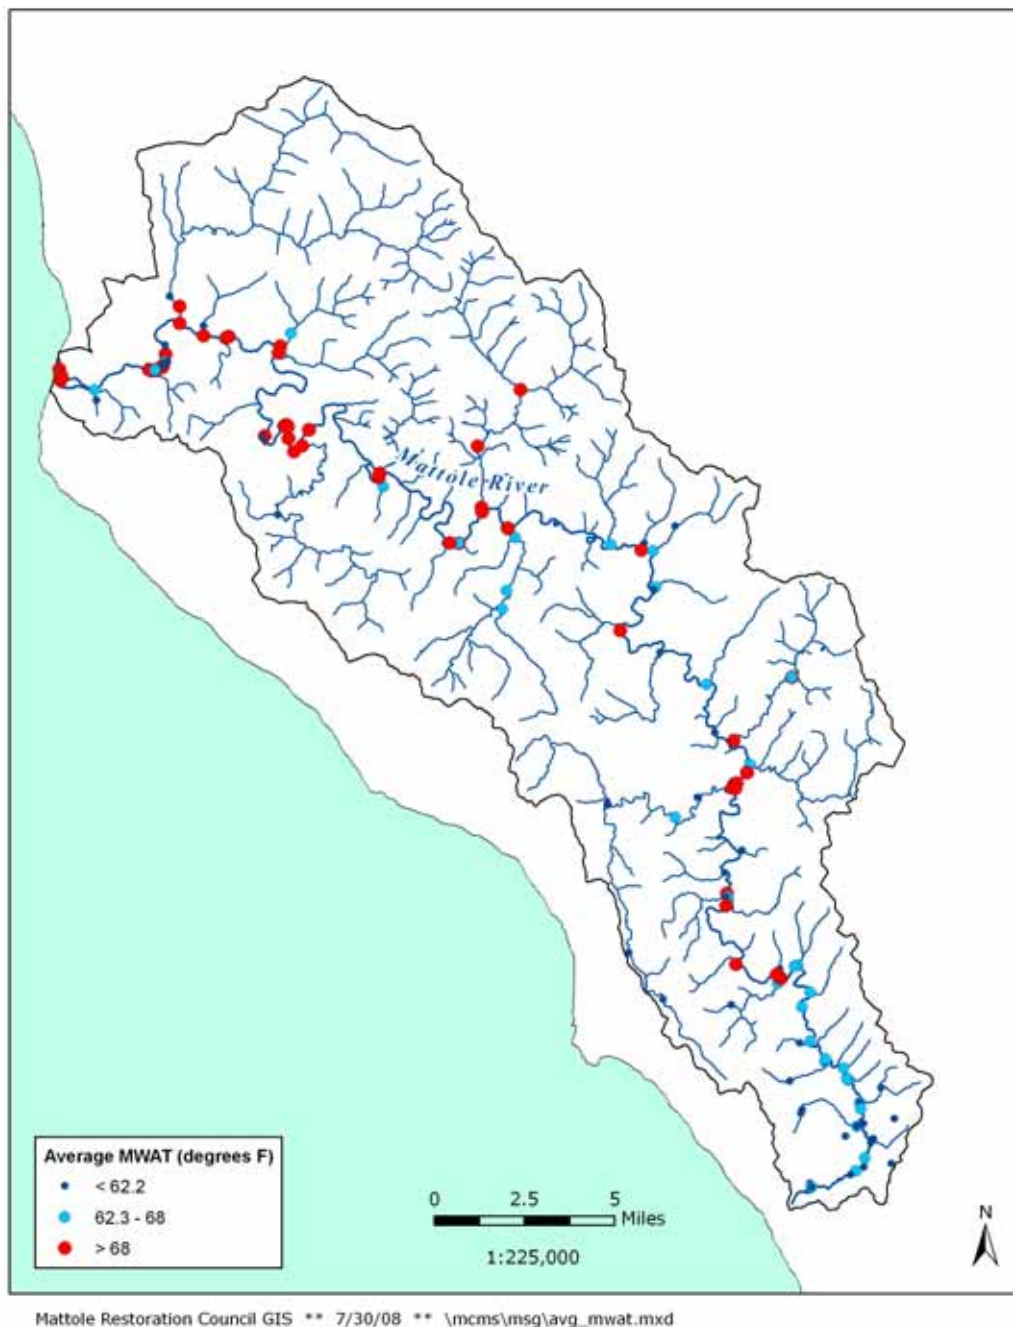 Mattole River
Average MWAT (degrees F)
< 62.2
62.3 - 68
> 68
0 2.5 5
Miles
1:225,000
N
Mattole Restoration Council GIS ** 7/30/08 ** \mcms\msg\avg_mwat.mxd